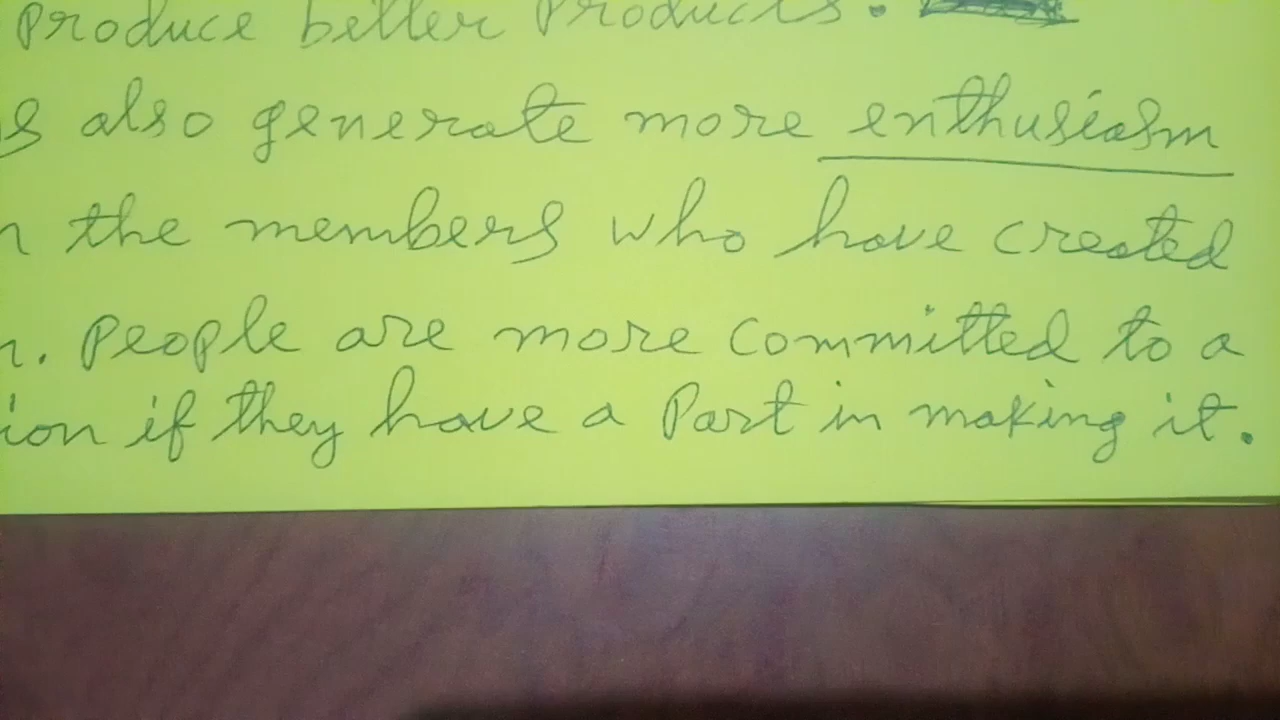 Produce better Products.
also generate more enthusiasm
the members who have created
. People are more committed to a
if they have a Part in making it.